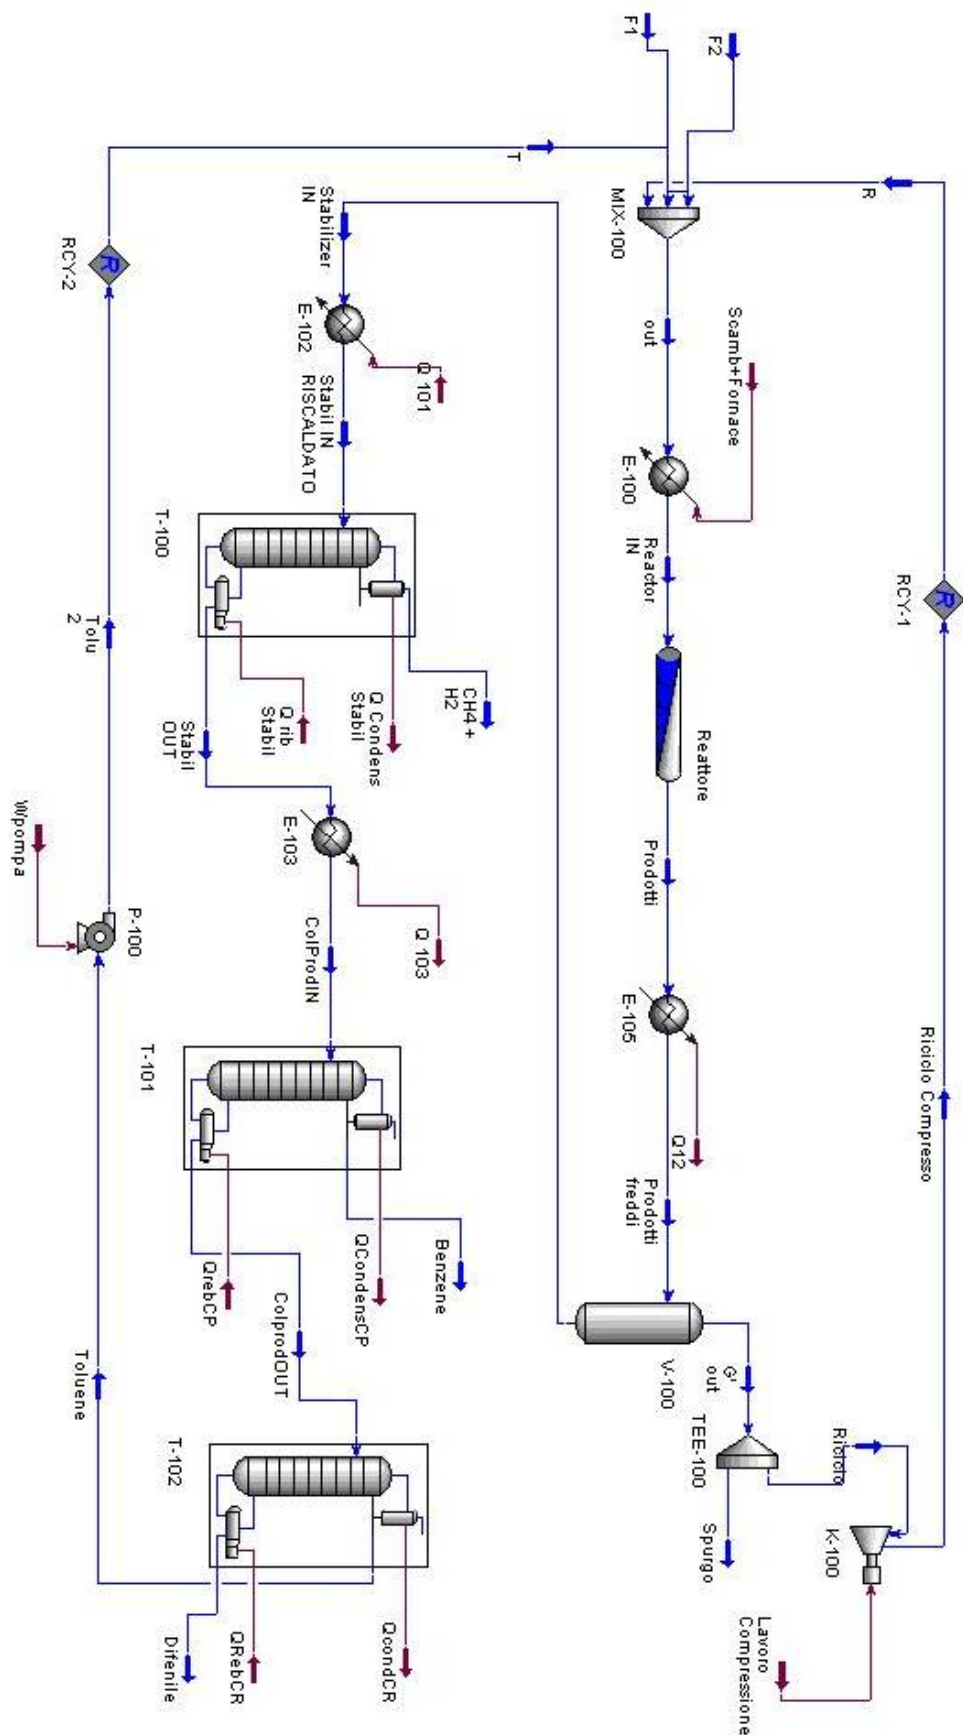 F1
F2
T
R
MIX-100
RCY-2
Stabilizer
IN
E-102
Q 101
Stabil IN
RISCALDATO
out
Scamb+Fornace
E-100
Reactor
IN
T-100
RCY-1
Tolu
2
Stabil
OUT
Q rib
Stabil
Q Condens
Stabil
CH4 +
H2
Reattore
Wpompa
P-100
E-103
Q 103
ColProdIN
Prodotti
E-105
Q12
Prodotti
freddi
Riciclo Compresso
T-101
QrebCP
QCondensCP
Benzene
ColprodOUT
Toluene
V-100
G'
out
TEE-100
Riciclo
K-100
Spurgo
Lavoro
Compressione
T-102
Difenile
QRebCR
QcondCR